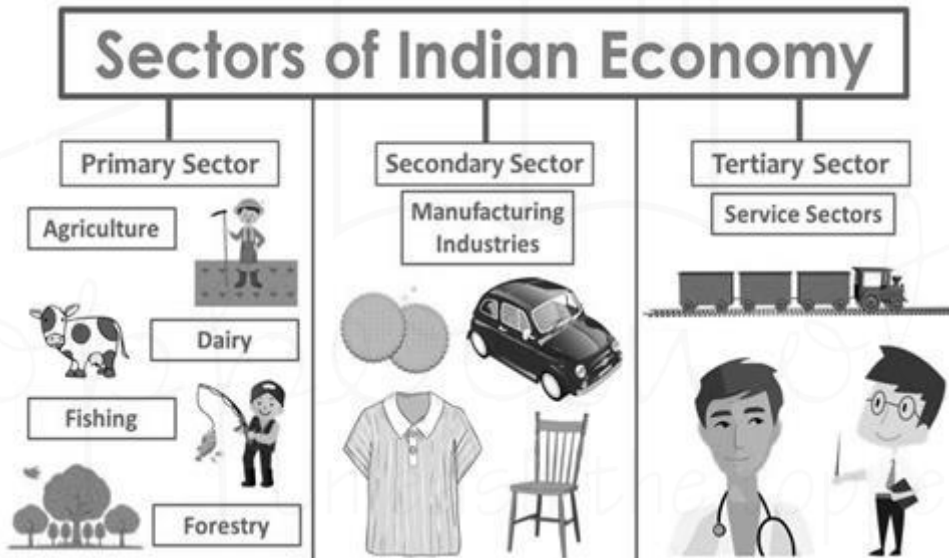 Sectors of Indian Economy
Primary Sector
Agriculture
Dairy
Fishing
Forestry
Secondary Sector
Manufacturing
Industries
Tertiary Sector
Service Sectors